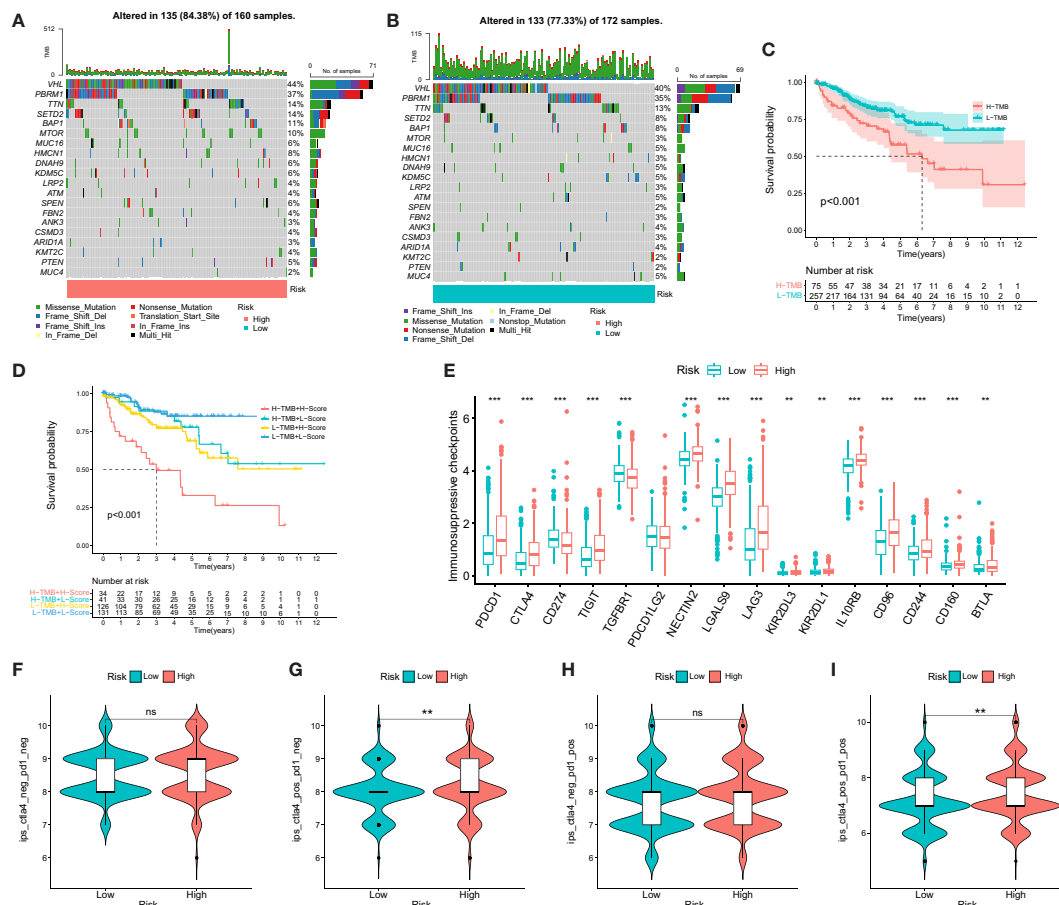 A
Altered in 135 (84.38%) of 160 samples.
512
TMB
0
No. of samples
0 71
VHL 44%
PBRM1 37%
TTN 14%
SETD2 14%
BAP1 11%
MTOR 10%
MUC16 6%
HMCN1 8%
DNAH9 6%
KDM5C 6%
LRP2 4%
ATM 4%
SPEN 6%
FBN2 4%
ANK3 3%
CSMD3 4%
ARID1A 3%
KMT2C 4%
PTEN 5%
MUC4 2%
Risk
Missense_Mutation
Frame_Shift_Del
Frame_Shift_Ins
In_Frame_Del
Nonsense_Mutation
Translation_Start_Site
In_Frame_Ins
Multi_Hit
Risk
High
Low
B
Altered in 133 (77.33%) of 172 samples.
115
TMB
0
No. of samples
0 69
VHL 40%
PBRM1 35%
TTN 13%
SETD2 8%
BAP1 8%
MTOR 3%
MUC16 5%
HMCN1 3%
DNAH9 5%
KDM5C 5%
LRP2 3%
ATM 5%
SPEN 2%
FBN2 3%
ANK3 4%
CSMD3 3%
ARID1A 4%
KMT2C 2%
PTEN 2%
MUC4 5%
Risk
Frame_Shift_Ins
Missense_Mutation
Nonsense_Mutation
Frame_Shift_Del
In_Frame_Del
Nonstop_Mutation
Multi_Hit
Risk
High
Low
C
Survival probability
1.00
0.75
0.50
0.25
0.00
H-TMB
L-TMB
p<0.001
0 1 2 3 4 5 6 7 8 9 10 11 12
Time(years)
Number at risk
H-TMB 75 55 47 38 34 21 17 11 6 4 2 1 1
L-TMB 257 217 164 131 94 64 40 24 16 15 10 2 0
0 1 2 3 4 5 6 7 8 9 10 11 12
Time(years)
D
Survival probability
1.00
0.75
0.50
0.25
0.00
H-TMB+H-Score
H-TMB+L-Score
L-TMB+H-Score
L-TMB+L-Score
p<0.001
0 1 2 3 4 5 6 7 8 9 10 11 12
Time(years)
Number at risk
H-TMB+H-Score 34 22 17 12 9 5 5 2 2 2 1 0 0
H-TMB+L-Score 41 33 30 26 25 16 12 9 4 2 1 1 1
L-TMB+H-Score 126 104 79 62 45 29 15 9 6 5 4 1 0
L-TMB+L-Score 131 113 85 69 49 35 25 15 10 10 6 1 0
0 1 2 3 4 5 6 7 8 9 10 11 12
Time(years)
E
Risk Low High
Immunosuppressive checkpoints
6
4
2
0
*** *** *** *** *** *** *** *** ** ** *** *** *** *** **
PDCD1
CTLA4
CD274
TIGIT
TGFBR1
PDCD1LG2
NECTIN2
LGALS9
LAG3
KIR2DL3
KIR2DL1
IL10RB
CD96
CD244
CD160
BTLA
F
Risk Low High
ns
ips_ctla4_neg_pd1_neg
10
9
8
7
6
Low High
Risk
G
Risk Low High
**
ips_ctla4_pos_pd1_neg
10
9
8
7
6
Low High
Risk
H
Risk Low High
ns
ips_ctla4_neg_pd1_pos
10
9
8
7
6
Low High
Risk
I
Risk Low High
**
ips_ctla4_pos_pd1_pos
10
8
6
Low High
Risk